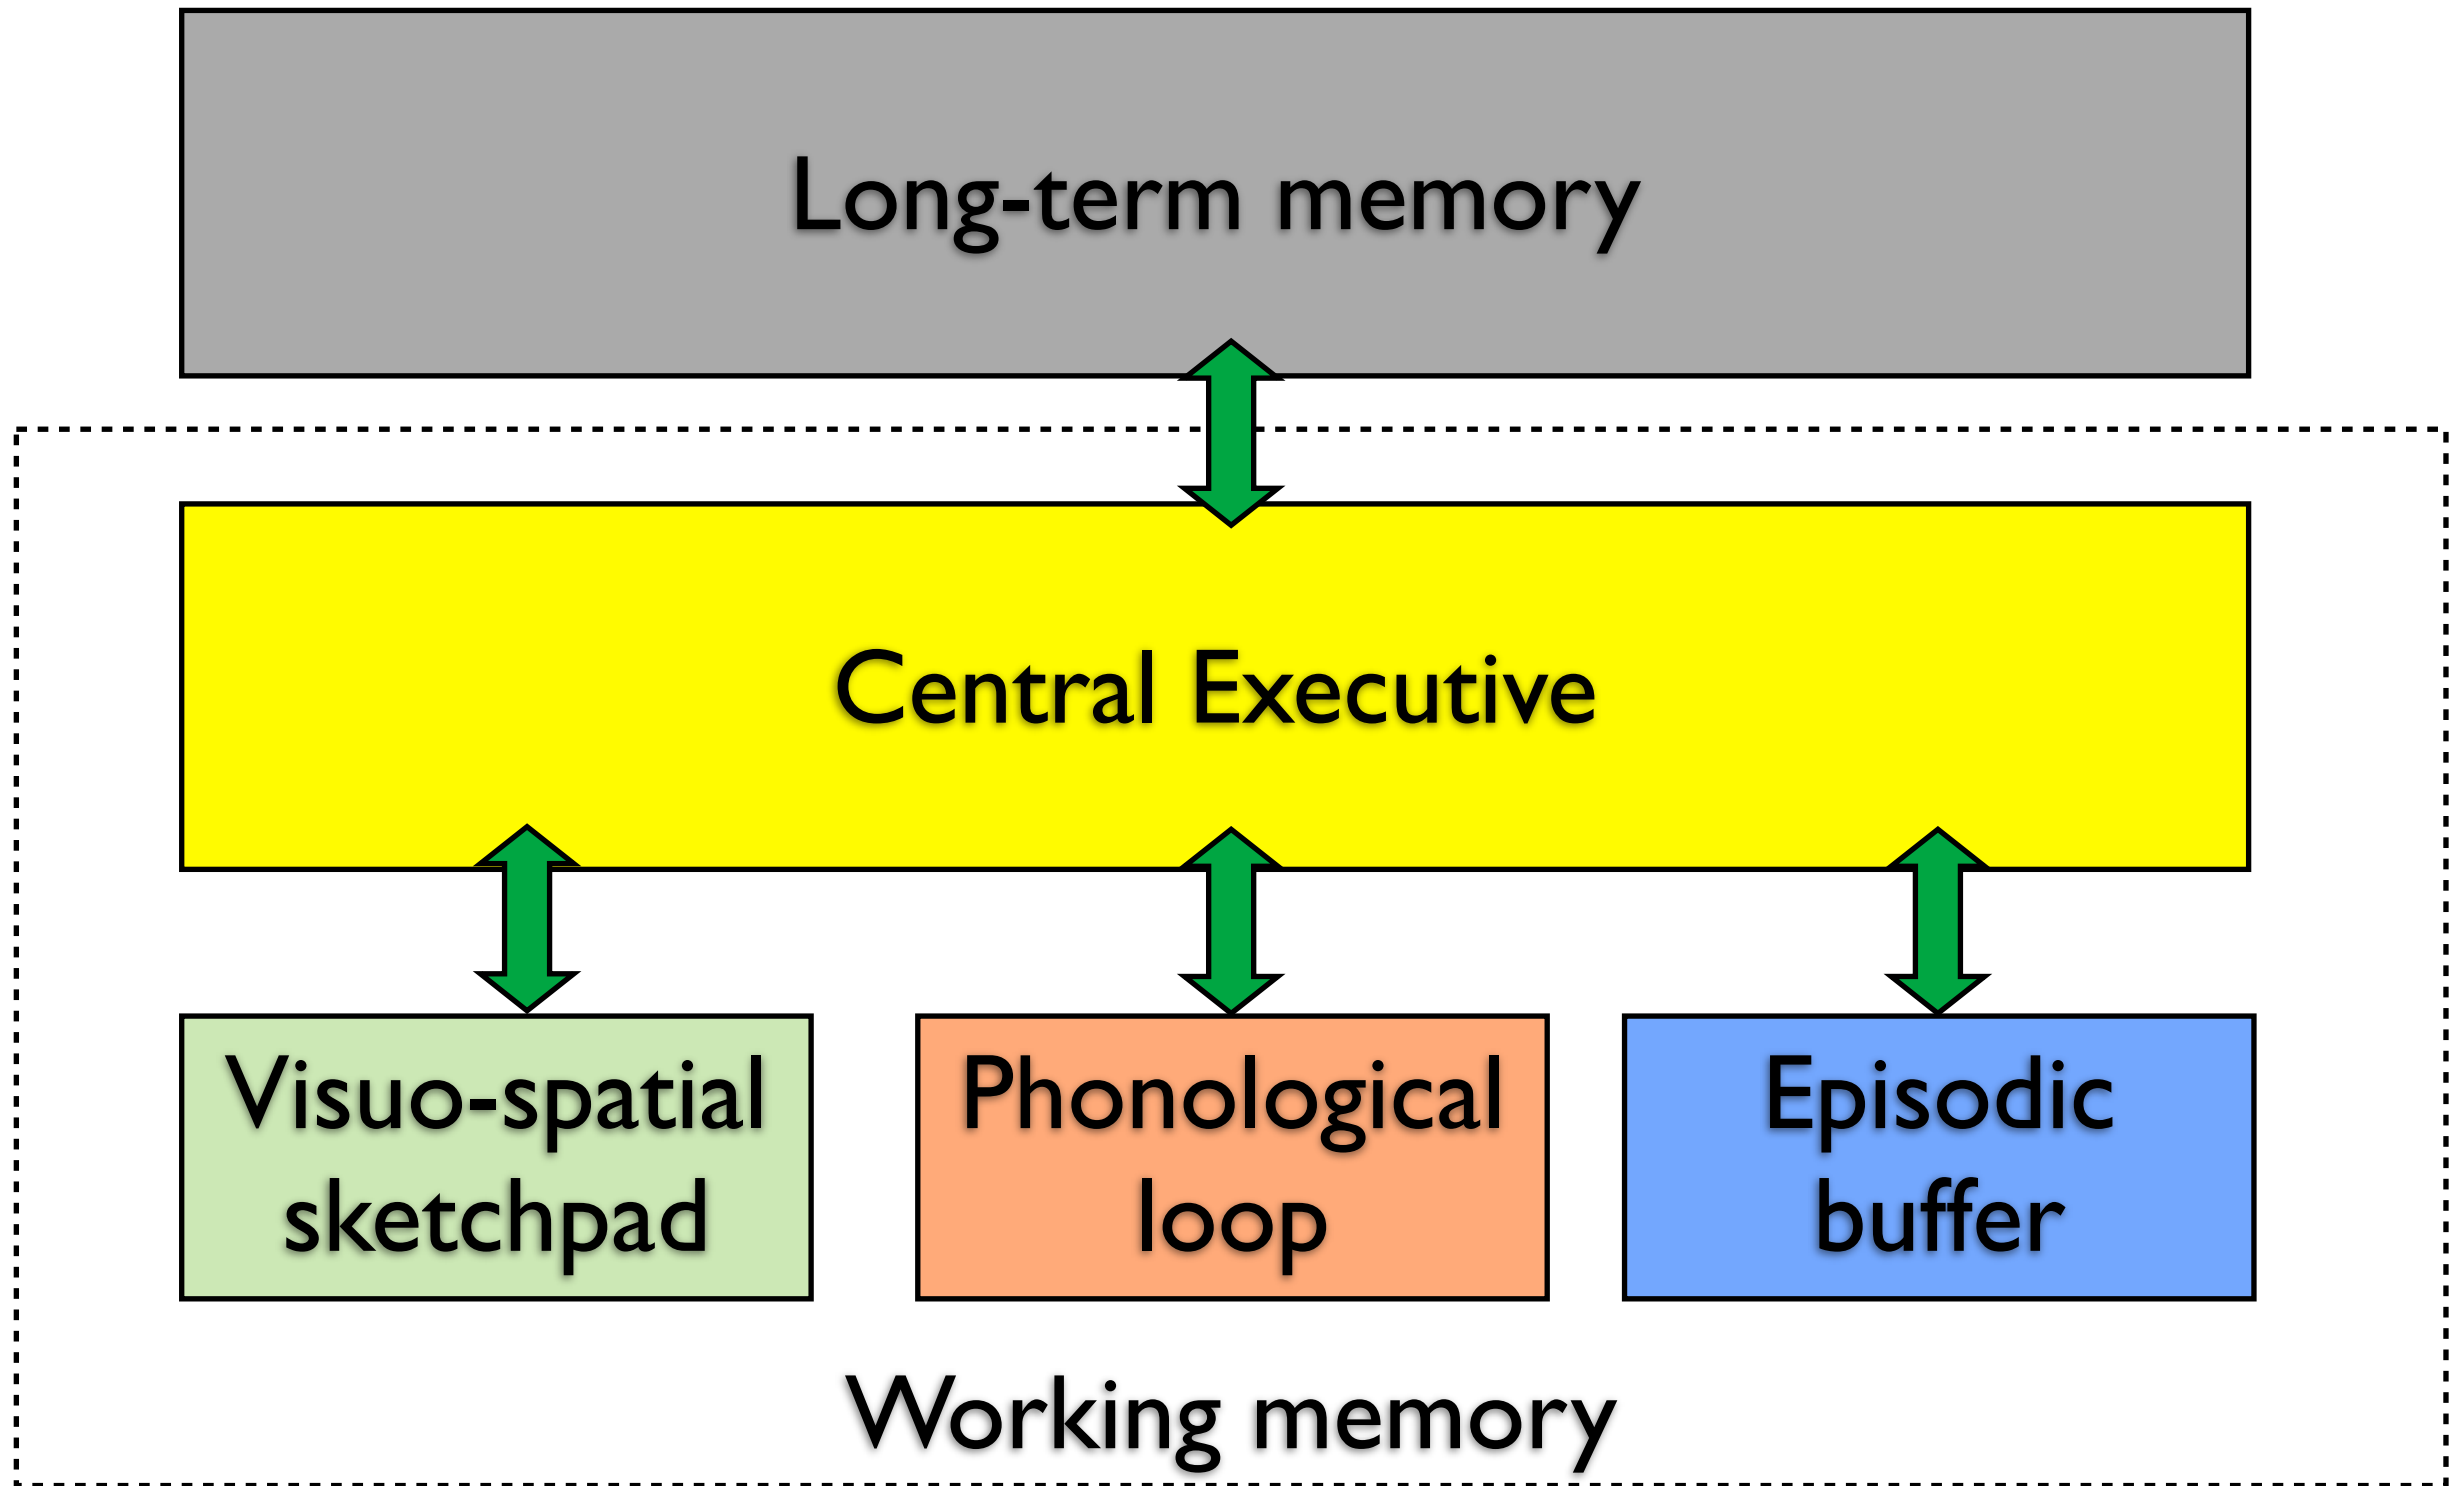 Long-term memory
Central Executive
Visuo-spatial
sketchpad
Phonological
loop
Episodic
buffer
Working memory